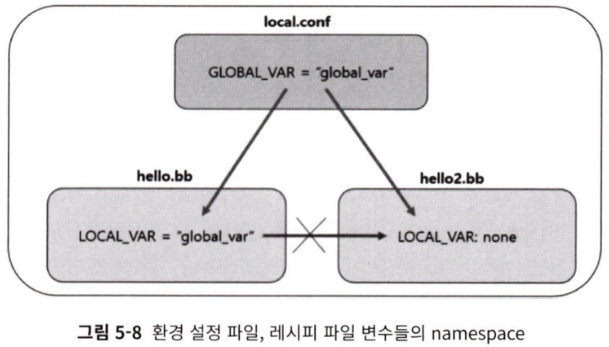 local.conf
GLOBAL_VAR = "global_var"
hello.bb
hello2.bb
LOCAL_VAR = "global_var"
LOCAL_VAR: none
그림 5-8 환경 설정 파일, 레시피 파일 변수들의 namespace